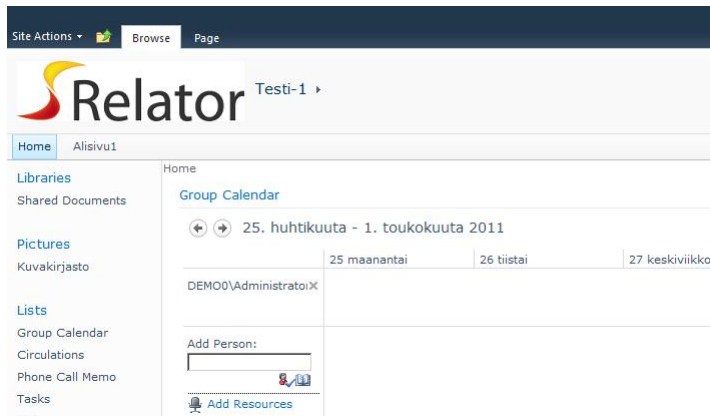 Site Actions
Browse
Page
Relator
Testi-1
Home
Alisivu1
Libraries
Shared Documents
Pictures
Kuvakirjasto
Lists
Group Calendar
Circulations
Phone Call Memo
Tasks
Home
Group Calendar
25. huhtikuuta - 1. toukokuuta 2011
25 maanantai
26 tiistai
27 keskiviikko
DEMO0\Administrator
Add Person:
Add Resources